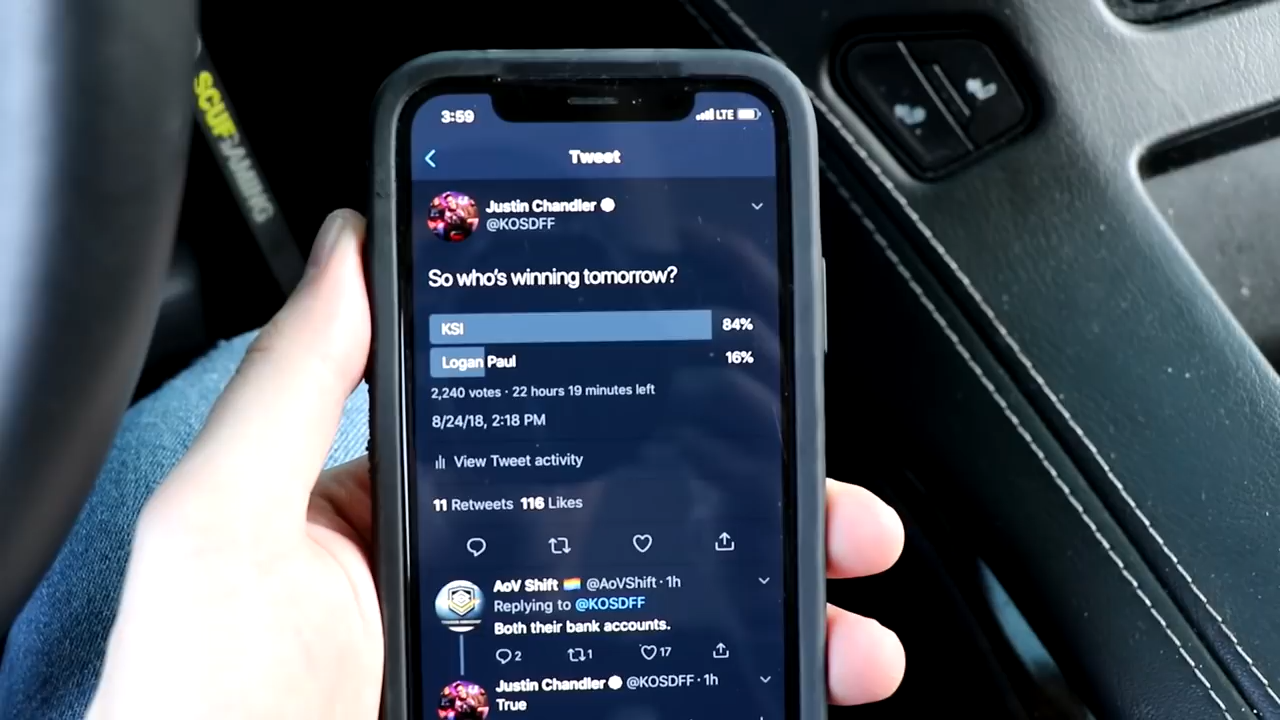 SCUF GAMING
3:59
LTE
Tweet
Justin Chandler
@KOSDFF
So who's winning tomorrow?
KSI 84%
Logan Paul 16%
2,240 votes · 22 hours 19 minutes left
8/24/18, 2:18 PM
View Tweet activity
11 Retweets 116 Likes
AoV Shift 🏳️‍🌈 @AoVShift · 1h
Replying to @KOSDFF
Both their bank accounts.
2 1 17
Justin Chandler @KOSDFF · 1h
True